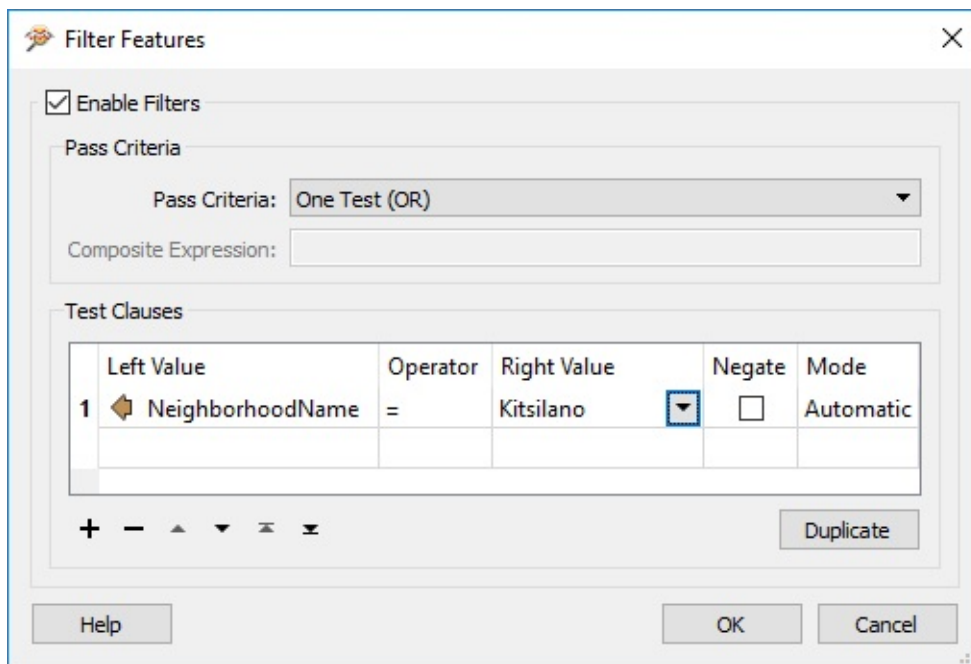 Filter Features
Enable Filters
Pass Criteria
Pass Criteria: One Test (OR)
Composite Expression:
Test Clauses
Left Value Operator Right Value Negate Mode
1 NeighborhoodName = Kitsilano Automatic
Duplicate
Help OK Cancel